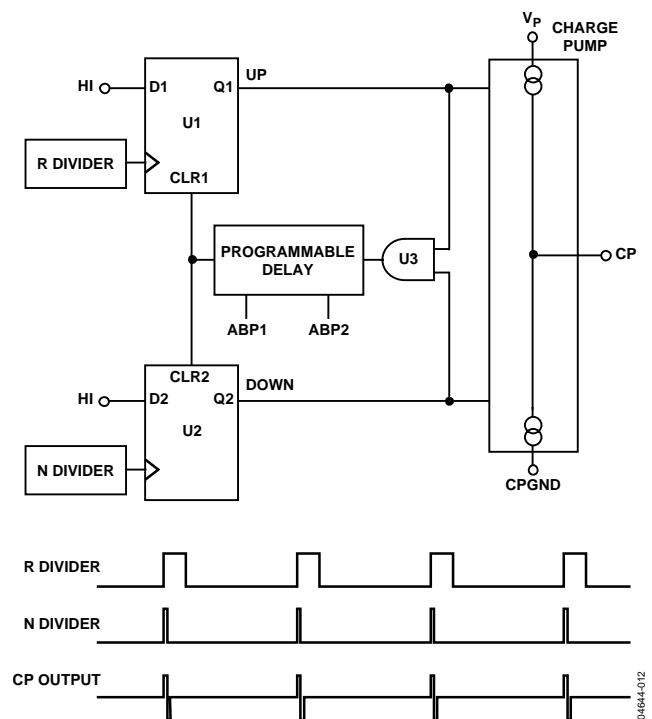 VP
CHARGE
PUMP
HI
D1
Q1
UP
U1
R DIVIDER
CLR1
PROGRAMMABLE
DELAY
U3
CP
ABP1
ABP2
CLR2
DOWN
HI
D2
Q2
U2
N DIVIDER
CPGND
R DIVIDER
N DIVIDER
CP OUTPUT
04644-012